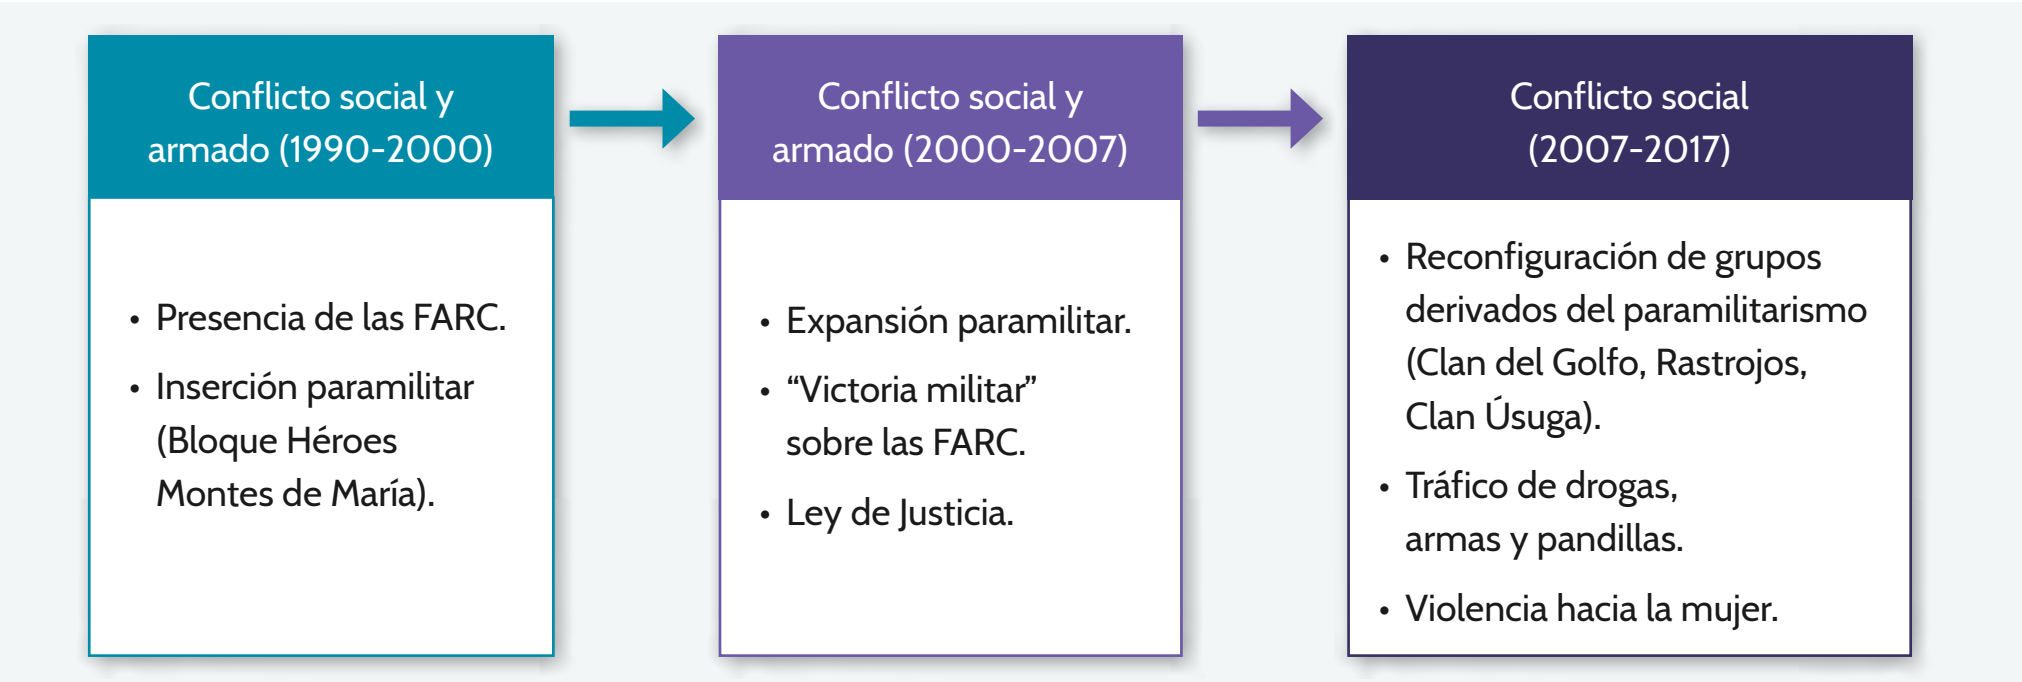 Conflicto social y
armado (1990-2000)
• Presencia de las FARC.
• Inserción paramilitar
(Bloque Héroes
Montes de María).
Conflicto social y
armado (2000-2007)
• Expansión paramilitar.
• “Victoria militar”
sobre las FARC.
• Ley de Justicia.
Conflicto social
(2007-2017)
• Reconfiguración de grupos
derivados del paramilitarismo
(Clan del Golfo, Rastrojos,
Clan Úsuga).
• Tráfico de drogas,
armas y pandillas.
• Violencia hacia la mujer.